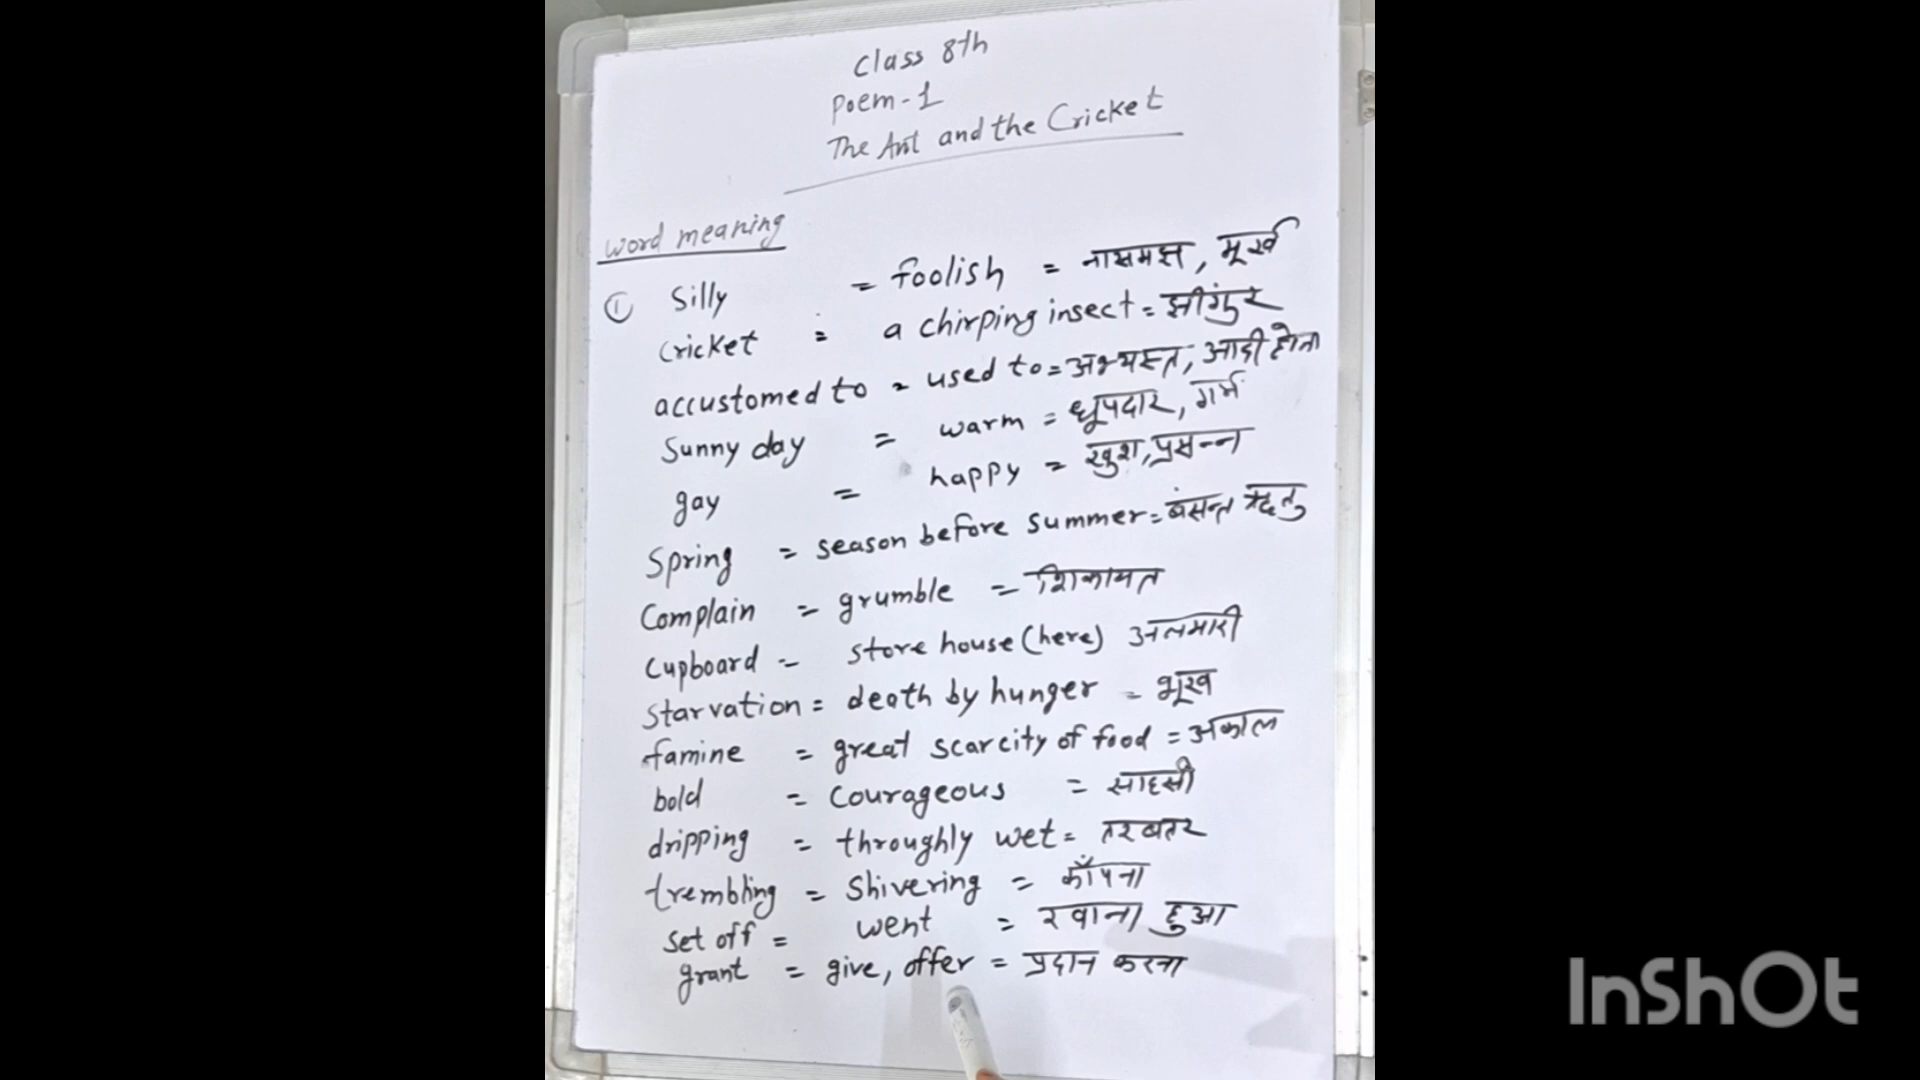 Class 8th
Poem-1
The Ant and the Cricket
word meaning
① Silly = foolish = नासमझ, मूर्ख
Cricket = a chirping insect = झींगुर
accustomed to = used to = अभ्यस्त, आदी होना
Sunny day = warm = धूपदार, गर्म
gay = happy = खुश, प्रसन्न
Spring = season before summer = बंसन्त ऋतु
Complain = grumble = शिकायत
Cupboard = store house (here) अलमारी
starvation = death by hunger = भूख
famine = great scarcity of food = अकाल
bold = Courageous = साहसी
dripping = throughly wet = तरबतर
trembling = Shivering = काँपना
set off = went = रवाना हुआ
grant = give, offer = प्रदान करना
InShOt